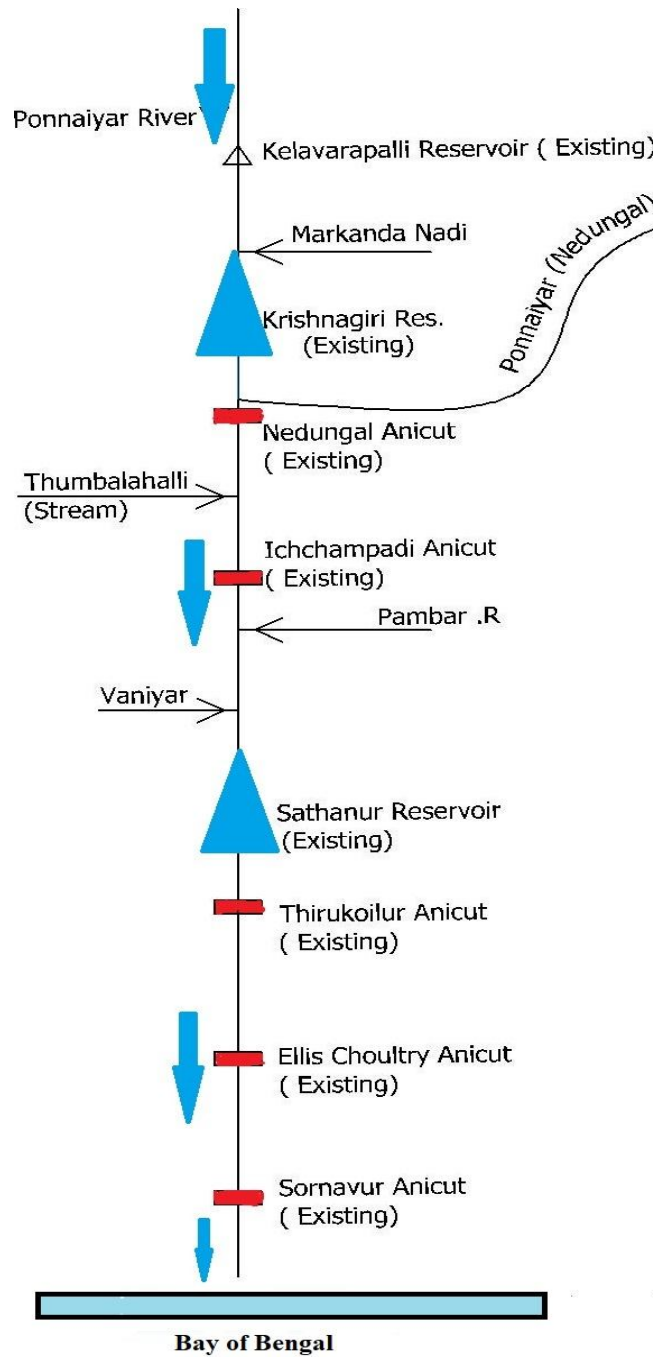 Ponnaiyar River
Kelavarapalli Reservoir ( Existing)
Markanda Nadi
Ponnaiyar (Nedungal)
Krishnagiri Res.
(Existing)
Nedungal Anicut
( Existing)
Thumbalahalli
(Stream)
Ichchampadi Anicut
( Existing)
Pambar .R
Vaniyar
Sathanur Reservoir
(Existing)
Thirukoilur Anicut
( Existing)
Ellis Choultry Anicut
( Existing)
Sornavur Anicut
( Existing)
Bay of Bengal